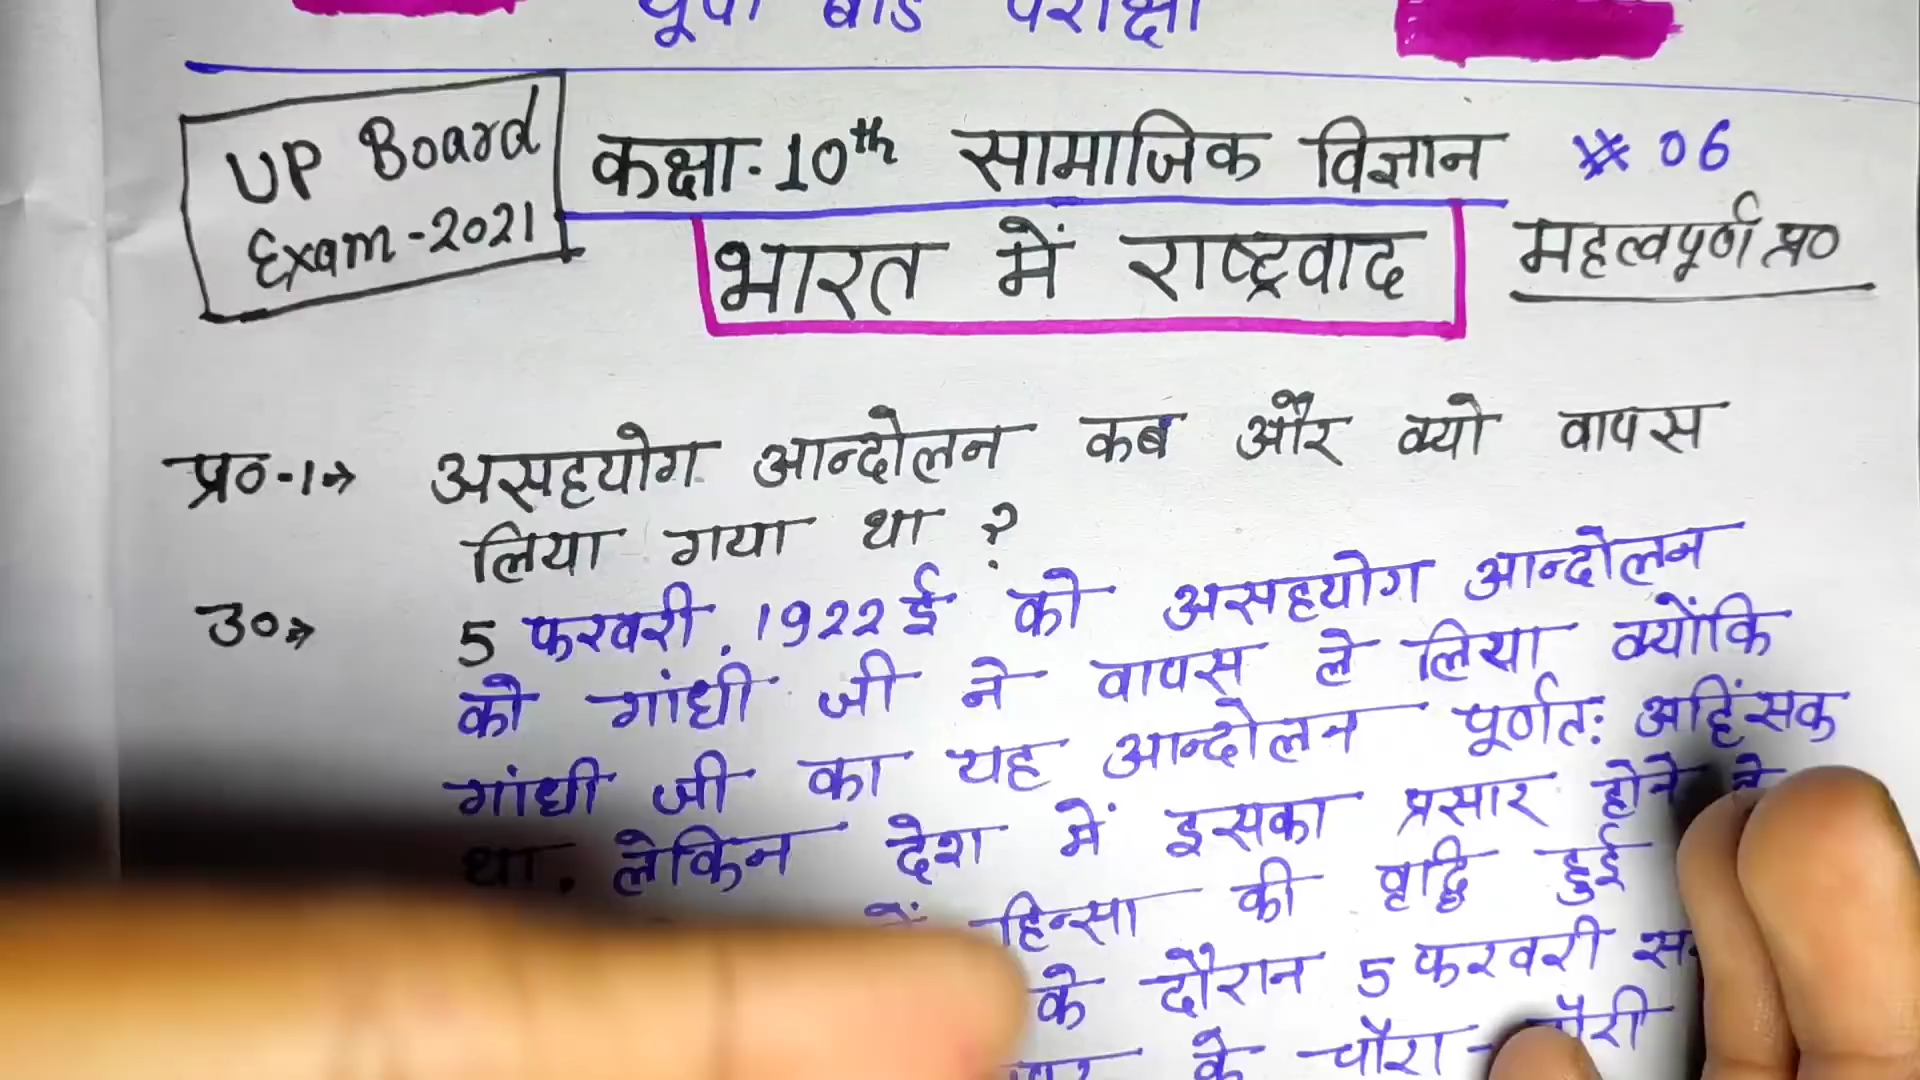 यूपी बोर्ड परीक्षा
UP Board
Exam-2021
कक्षा-10th सामाजिक विज्ञान # 06
भारत में राष्ट्रवाद
महत्वपूर्ण प्र०
प्र०-1→ असहयोग आन्दोलन कब और क्यो वापस
लिया गया था ?
उ०→ 5 फरवरी, 1922 ई को असहयोग आन्दोलन
को गांधी जी ने वापस ले लिया क्योंकि
गांधी जी का यह आन्दोलन पूर्णत: अहिंसक
था. लेकिन देश में इसका प्रसार होने के
में हिन्सा की वृद्धि हुई
के दौरान 5 फरवरी
के चौरा-चौरी